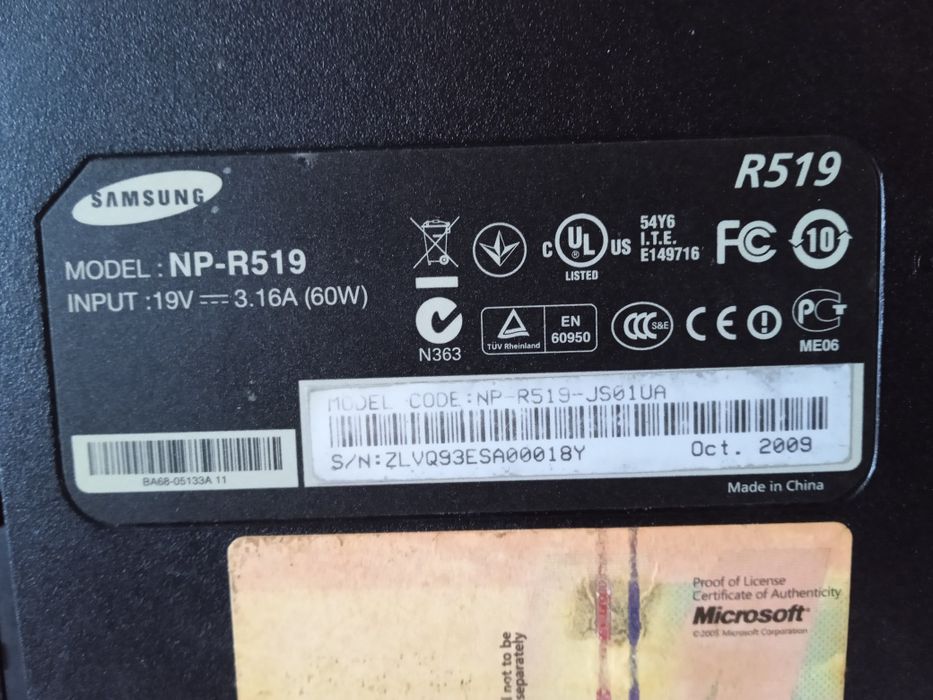 SAMSUNG
R519
MODEL : NP-R519
INPUT : 19V 3.16A (60W)
C UL US
®
LISTED
54Y6
I.T.E.
E149716
FC
10
N363
TÜV Rheinland
EN
60950
CCC S&E
CE
PCT
ME06
MODEL CODE:NP-R519-JS01UA
S/N:ZLVQ93ESA00018Y
Oct. 2009
BA68-05133A 11
Made in China
Proof of License
Certificate of Authenticity
Microsoft®
©2005 Microsoft Corporation
not to be
separately